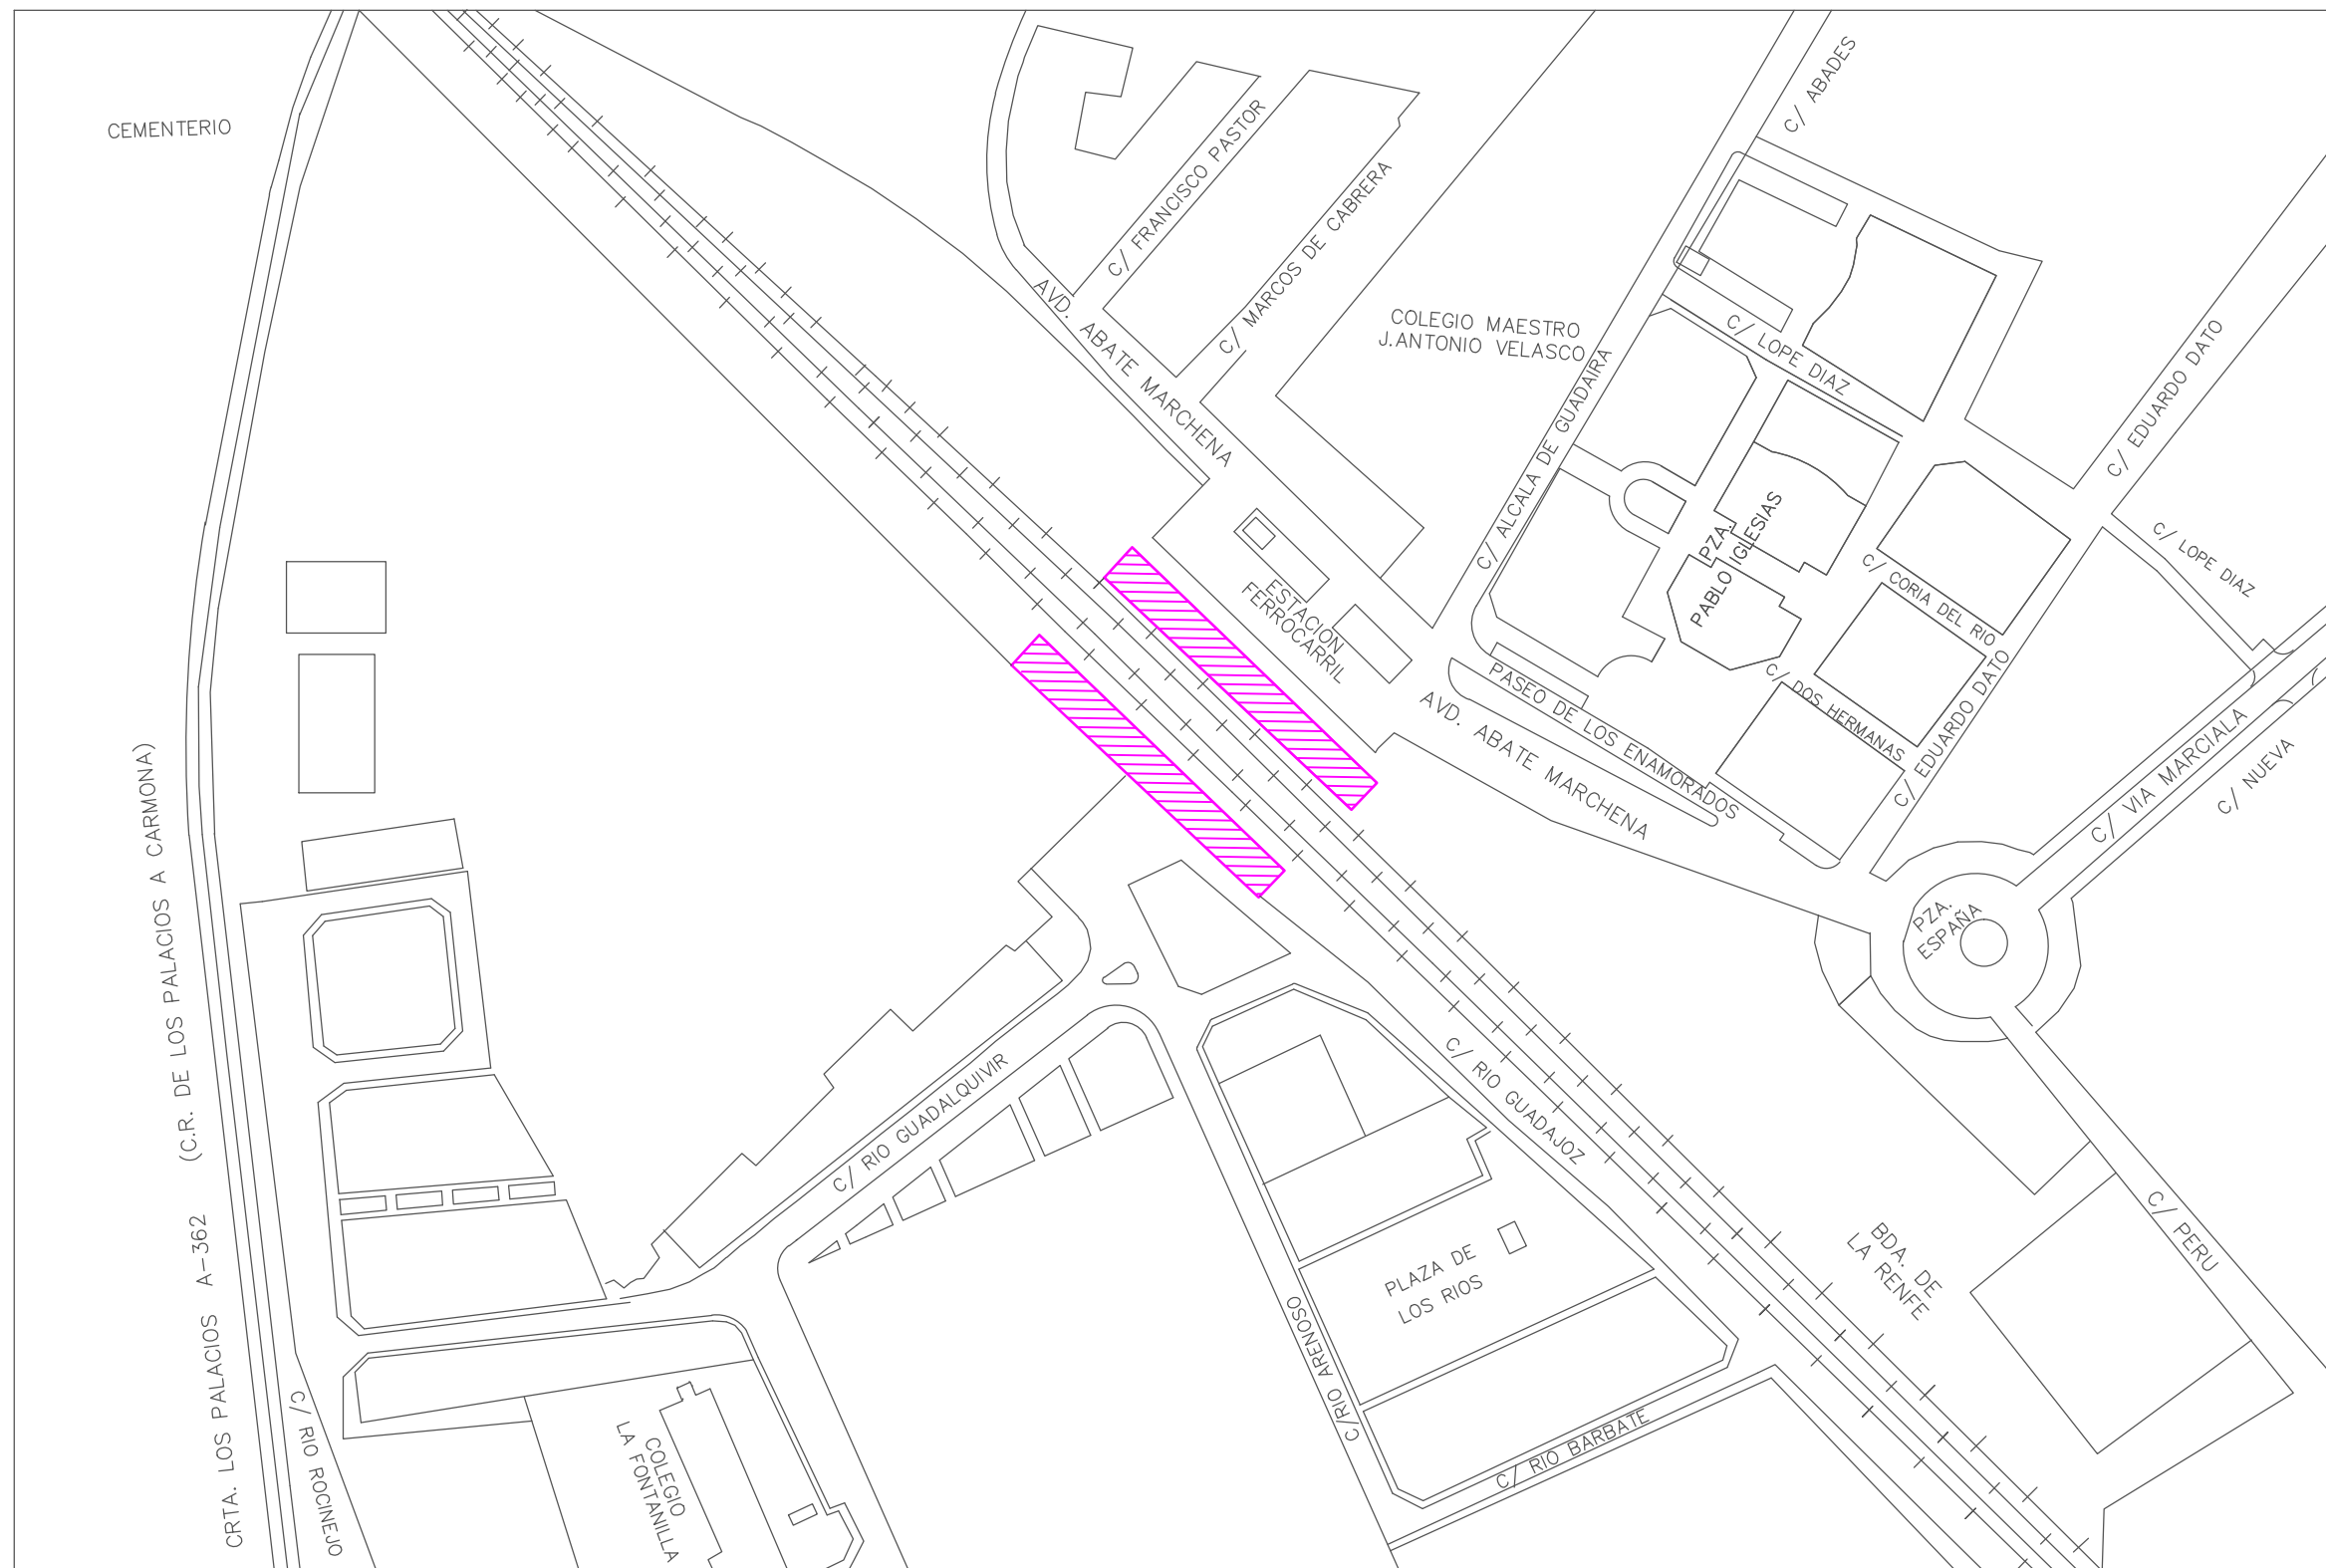 CEMENTERIO
C/ ABADES
C/ FRANCISCO PASTOR
C/ MARCOS DE CABRERA
AVD. ABATE MARCHENA
COLEGIO MAESTRO
J.ANTONIO VELASCO
C/ ALCALA DE GUADAIRA
C/ LOPE DIAZ
C/ EDUARDO DATO
C/ LOPE DIAZ
PZA.
PABLO IGLESIAS
C/ CORIA DEL RIO
ESTACION
FERROCARRIL
C/ DOS HERMANAS
C/ EDUARDO DATO
PASEO DE LOS ENAMORADOS
AVD. ABATE MARCHENA
C/ VIA MARCIALA
C/ NUEVA
PZA.
ESPAÑA
CRTA. LOS PALACIOS A-362 (C.R. DE LOS PALACIOS A CARMONA)
C/ RIO GUADALQUIVIR
C/ RIO GUADAJOZ
C/ PERU
BDA. DE
LA RENFE
PLAZA DE
LOS RIOS
C/RIO ARENOSO
C/ RIO BARBATE
C/ RIO ROCINEJO
COLEGIO
LA FONTANILLA